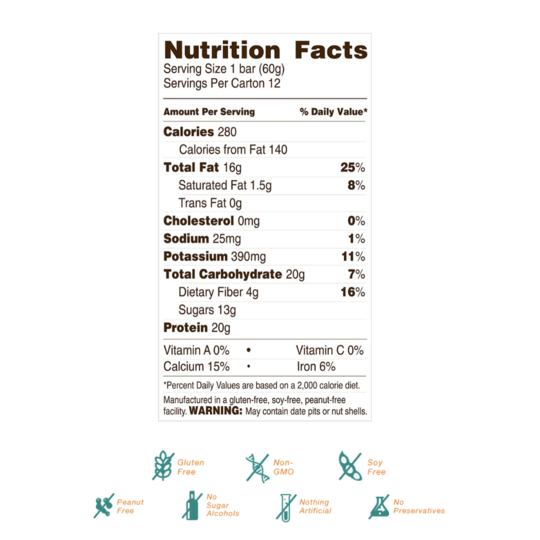 Nutrition Facts
Serving Size 1 bar (60g)
Servings Per Carton 12
Amount Per Serving % Daily Value*
Calories 280
Calories from Fat 140
Total Fat 16g 25%
Saturated Fat 1.5g 8%
Trans Fat 0g
Cholesterol 0mg 0%
Sodium 25mg 1%
Potassium 390mg 11%
Total Carbohydrate 20g 7%
Dietary Fiber 4g 16%
Sugars 13g
Protein 20g
Vitamin A 0% • Vitamin C 0%
Calcium 15% • Iron 6%
*Percent Daily Values are based on a 2,000 calorie diet.
Manufactured in a gluten-free, soy-free, peanut-free
facility. WARNING: May contain date pits or nut shells.
Gluten
Free
Non-
GMO
Soy
Free
Peanut
Free
No
Sugar
Alcohols
Nothing
Artificial
No
Preservatives